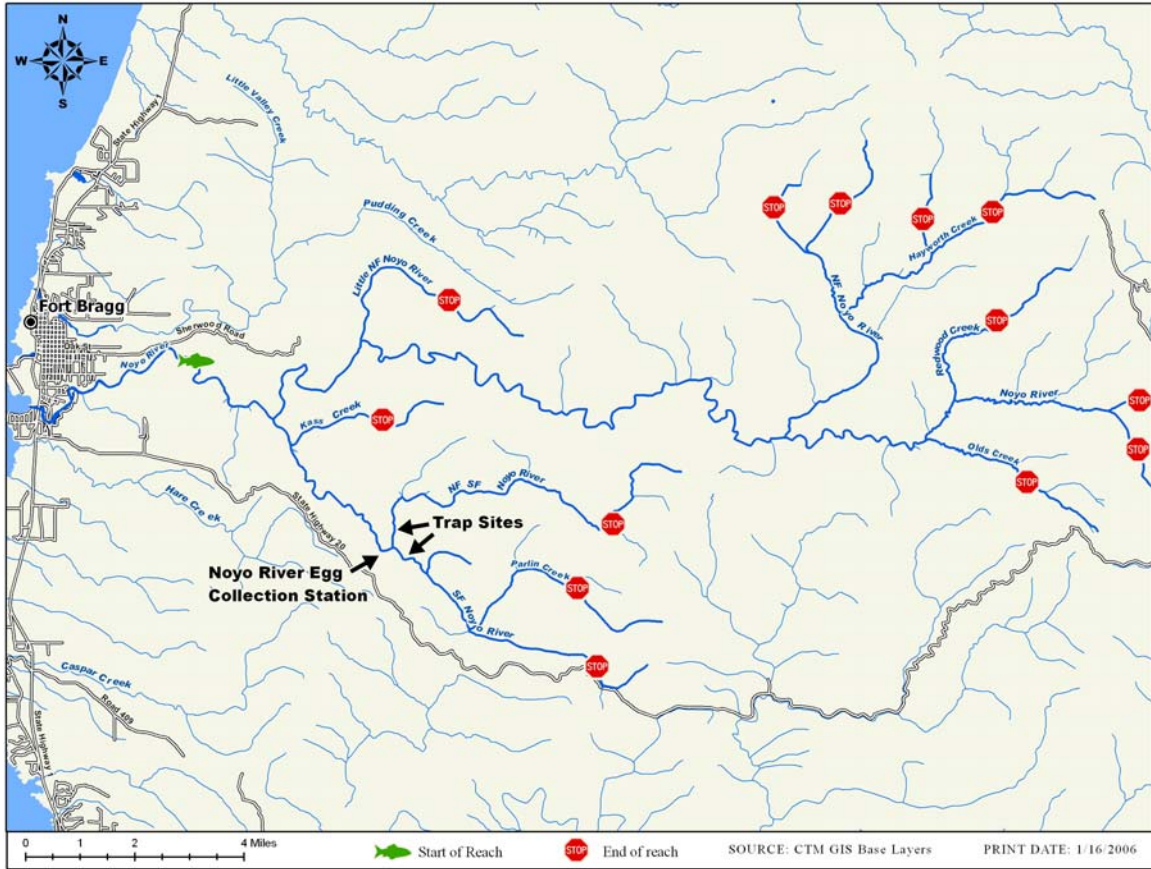 N
W
E
S
State Highway 1
Little Valley Creek
Pudding Creek
Little NF Noyo River
STOP
STOP
STOP
STOP
STOP
Hayworth Creek
NF Noyo River
Fort Bragg
Sherwood Road
Oak St
Noyo River
Redwood Creek
STOP
Kass Creek
STOP
Noyo River
STOP
STOP
Olds Creek
STOP
Hare Creek
State Highway 20
NF SF Noyo River
STOP
Trap Sites
Noyo River Egg
Collection Station
Parlin Creek
STOP
SF Noyo River
STOP
Caspar Creek
Road 409
State Highway 1
0 1 2 4 Miles
Start of Reach
STOP
End of reach
SOURCE: CTM GIS Base Layers
PRINT DATE: 1/16/2006